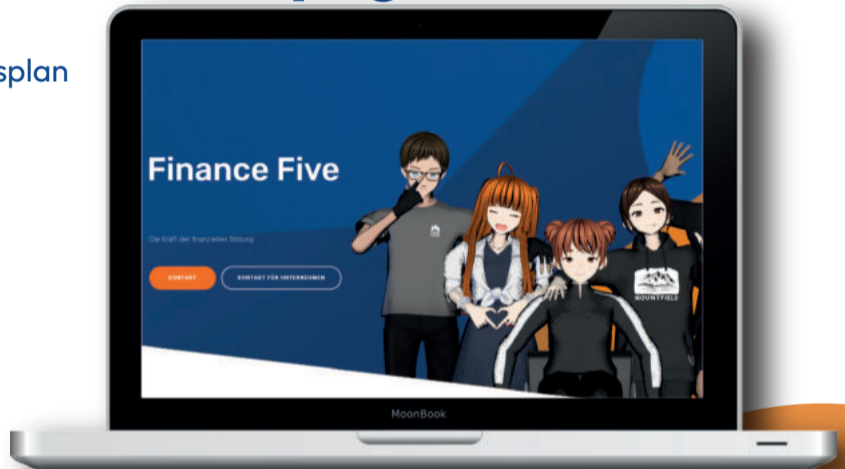 splan
Finance Five
Die Kraft der finanziellen Bildung
KONTAKT
KONTAKT FÜR UNTERNEHMEN
MOUNTFIELD
MoonBook